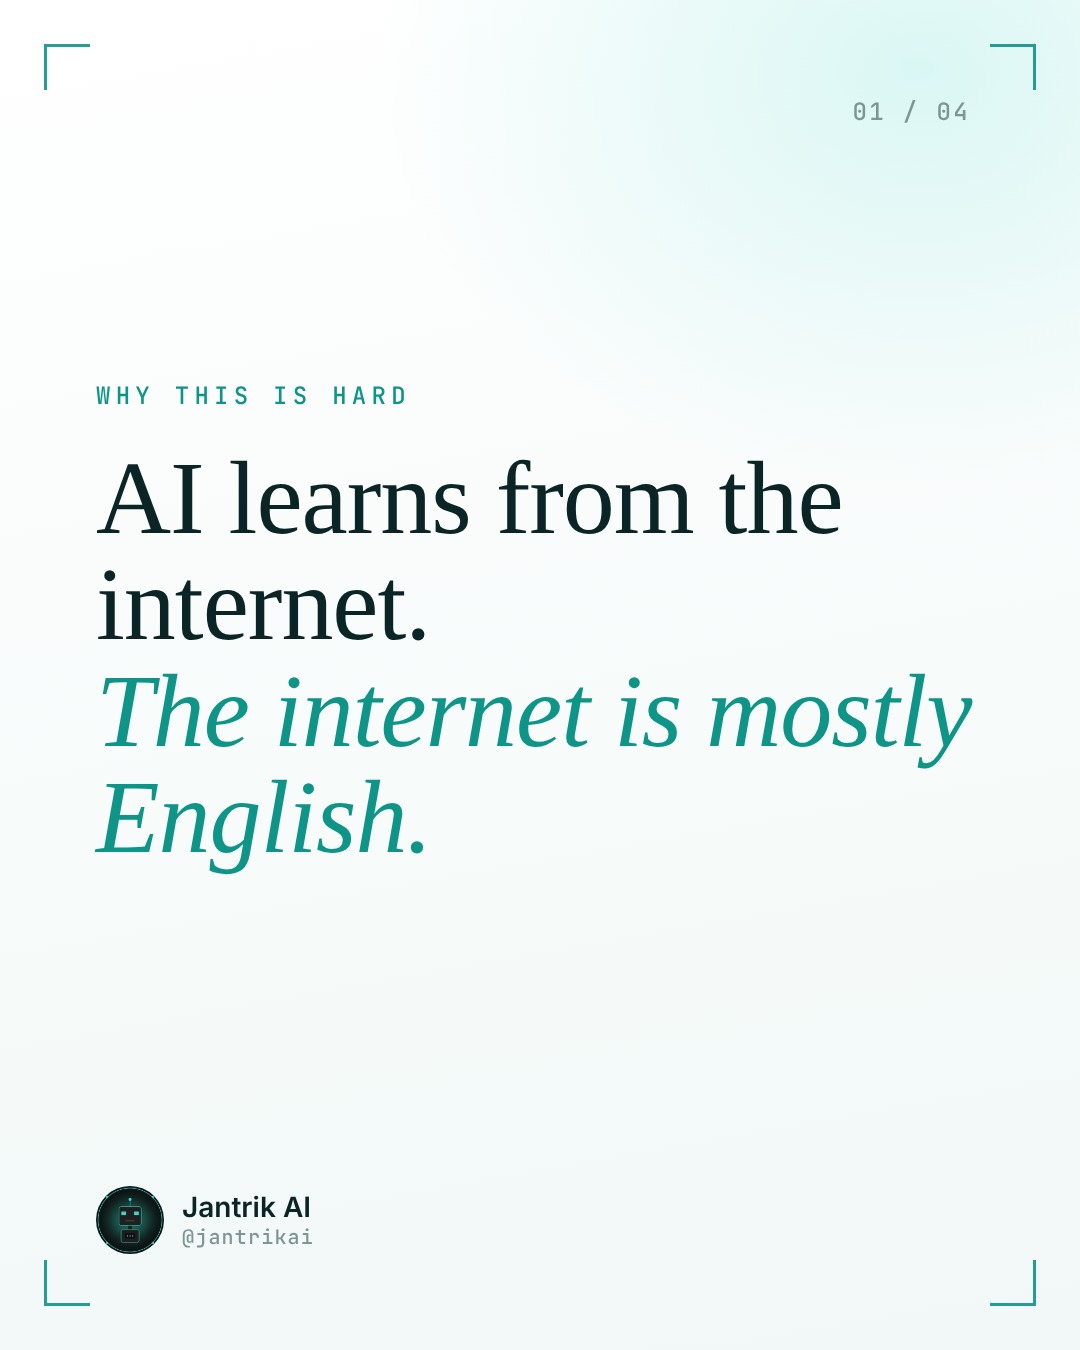 01 / 04
WHY THIS IS HARD
AI learns from the
internet.
The internet is mostly
English.
Jantrik AI
@jantrikai